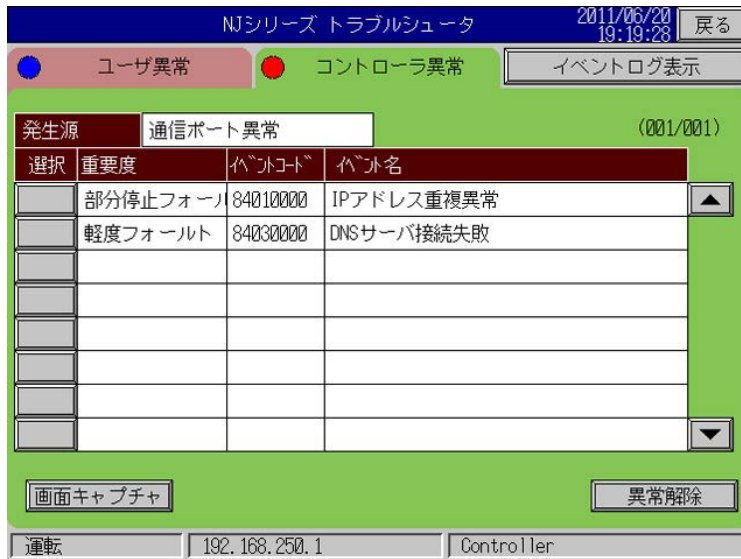 NJシリーズ トラブルシュータ
2011/06/20
19:19:28
戻る
ユーザ異常
コントローラ異常
イベントログ表示
発生源
通信ポート異常
(001/001)
選択 重要度 ｲﾍﾞﾝﾄｺｰﾄﾞ ｲﾍﾞﾝﾄ名
部分停止フォール 84010000 IPアドレス重複異常
軽度フォールト 84030000 DNSサーバ接続失敗
画面キャプチャ
異常解除
運転
192.168.250.1
Controller